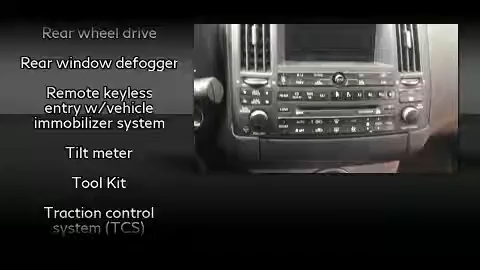 Rear wheel drive
Rear window defogger
Remote keyless
entry w/vehicle
immobilizer system
Tilt meter
Tool Kit
Traction control
system (TCS)